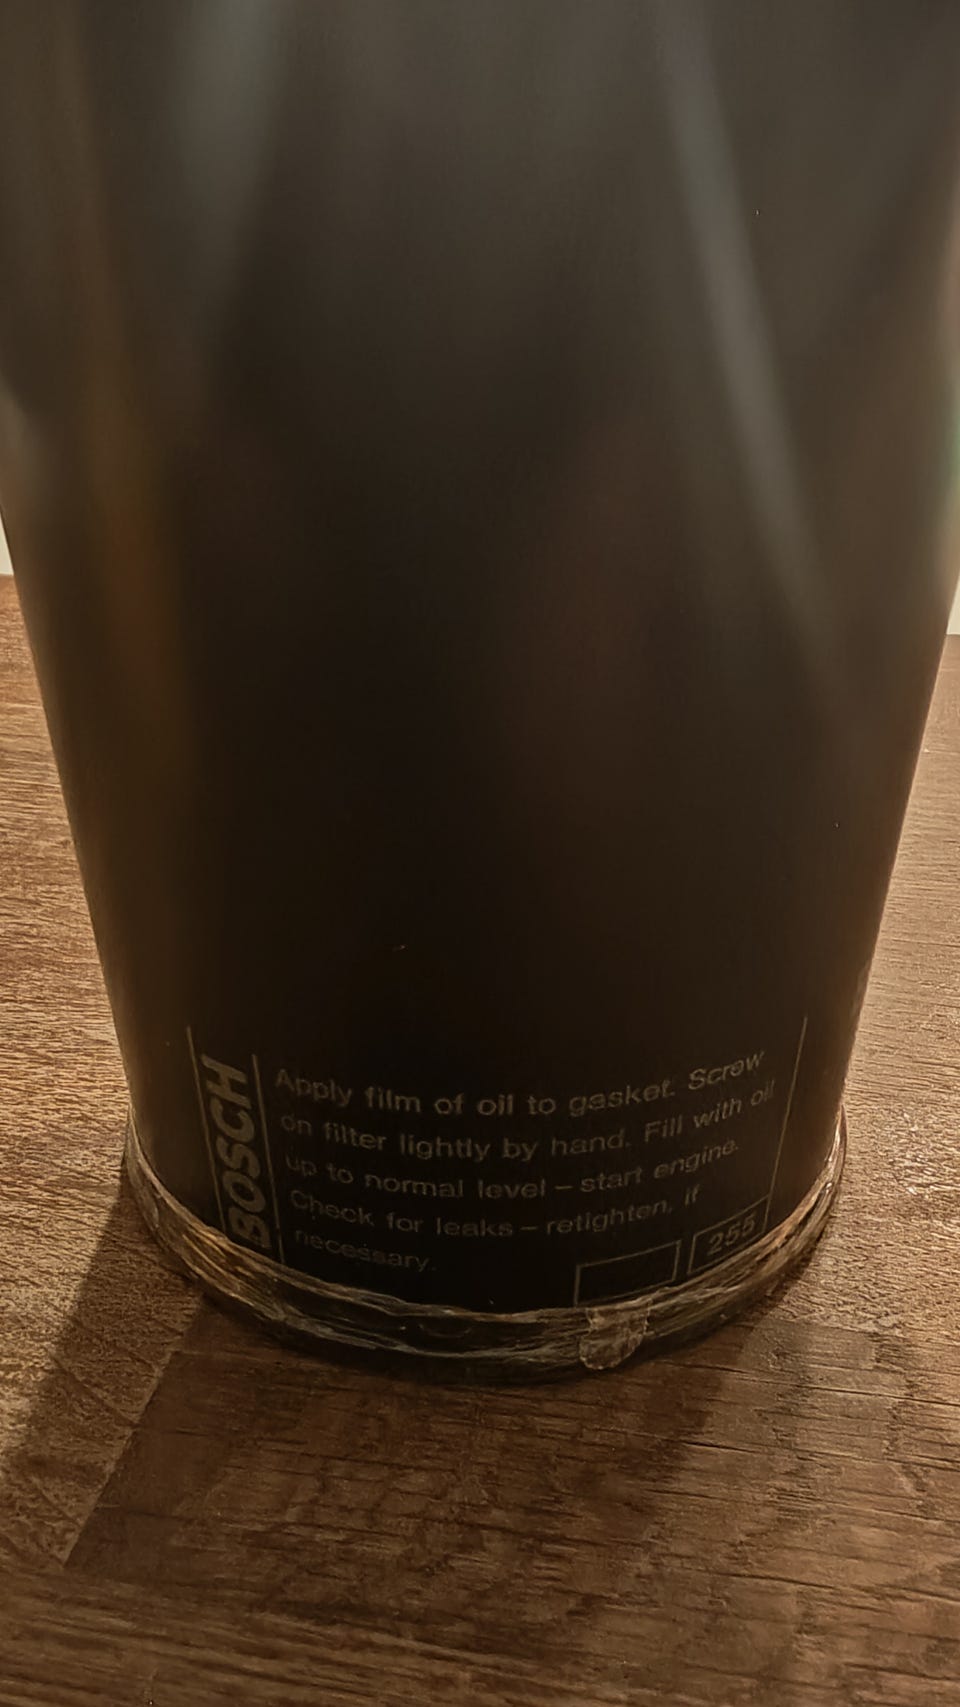 BOSCH
Apply film of oil to gasket. Screw
on filter lightly by hand. Fill with oil
up to normal level – start engine.
Check for leaks – retighten, if
necessary.
255